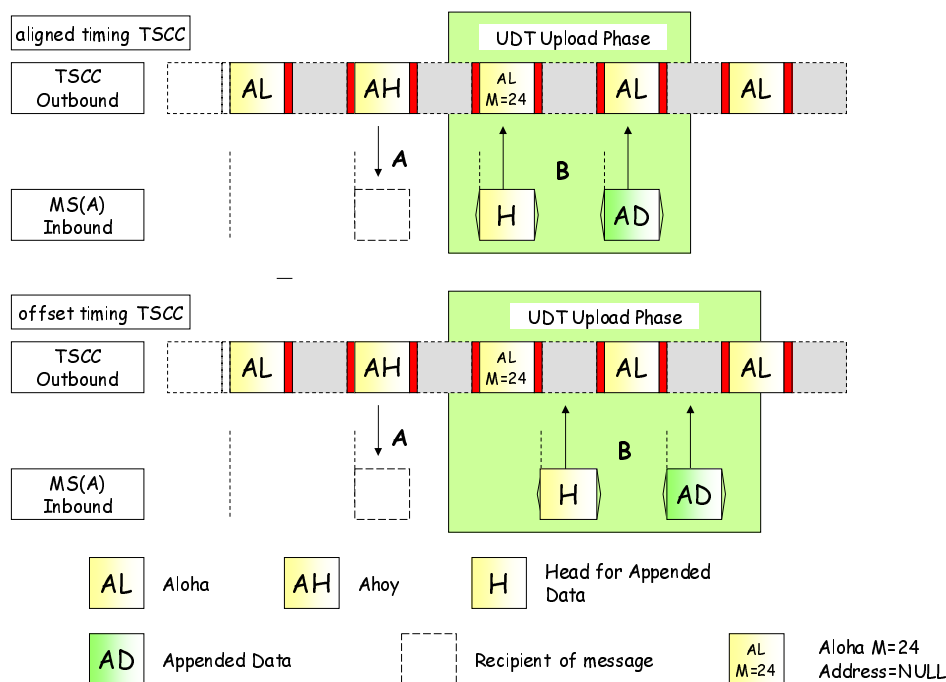 aligned timing TSCC
UDT Upload Phase
TSCC
Outbound
AL
AH
AL
M=24
AL
AL
A
B
MS(A)
Inbound
H
AD
offset timing TSCC
UDT Upload Phase
TSCC
Outbound
AL
AH
AL
M=24
AL
AL
A
B
MS(A)
Inbound
H
AD
AL
Aloha
AH
Ahoy
H
Head for Appended
Data
AD
Appended Data
Recipient of message
AL
M=24
Aloha M=24
Address=NULL